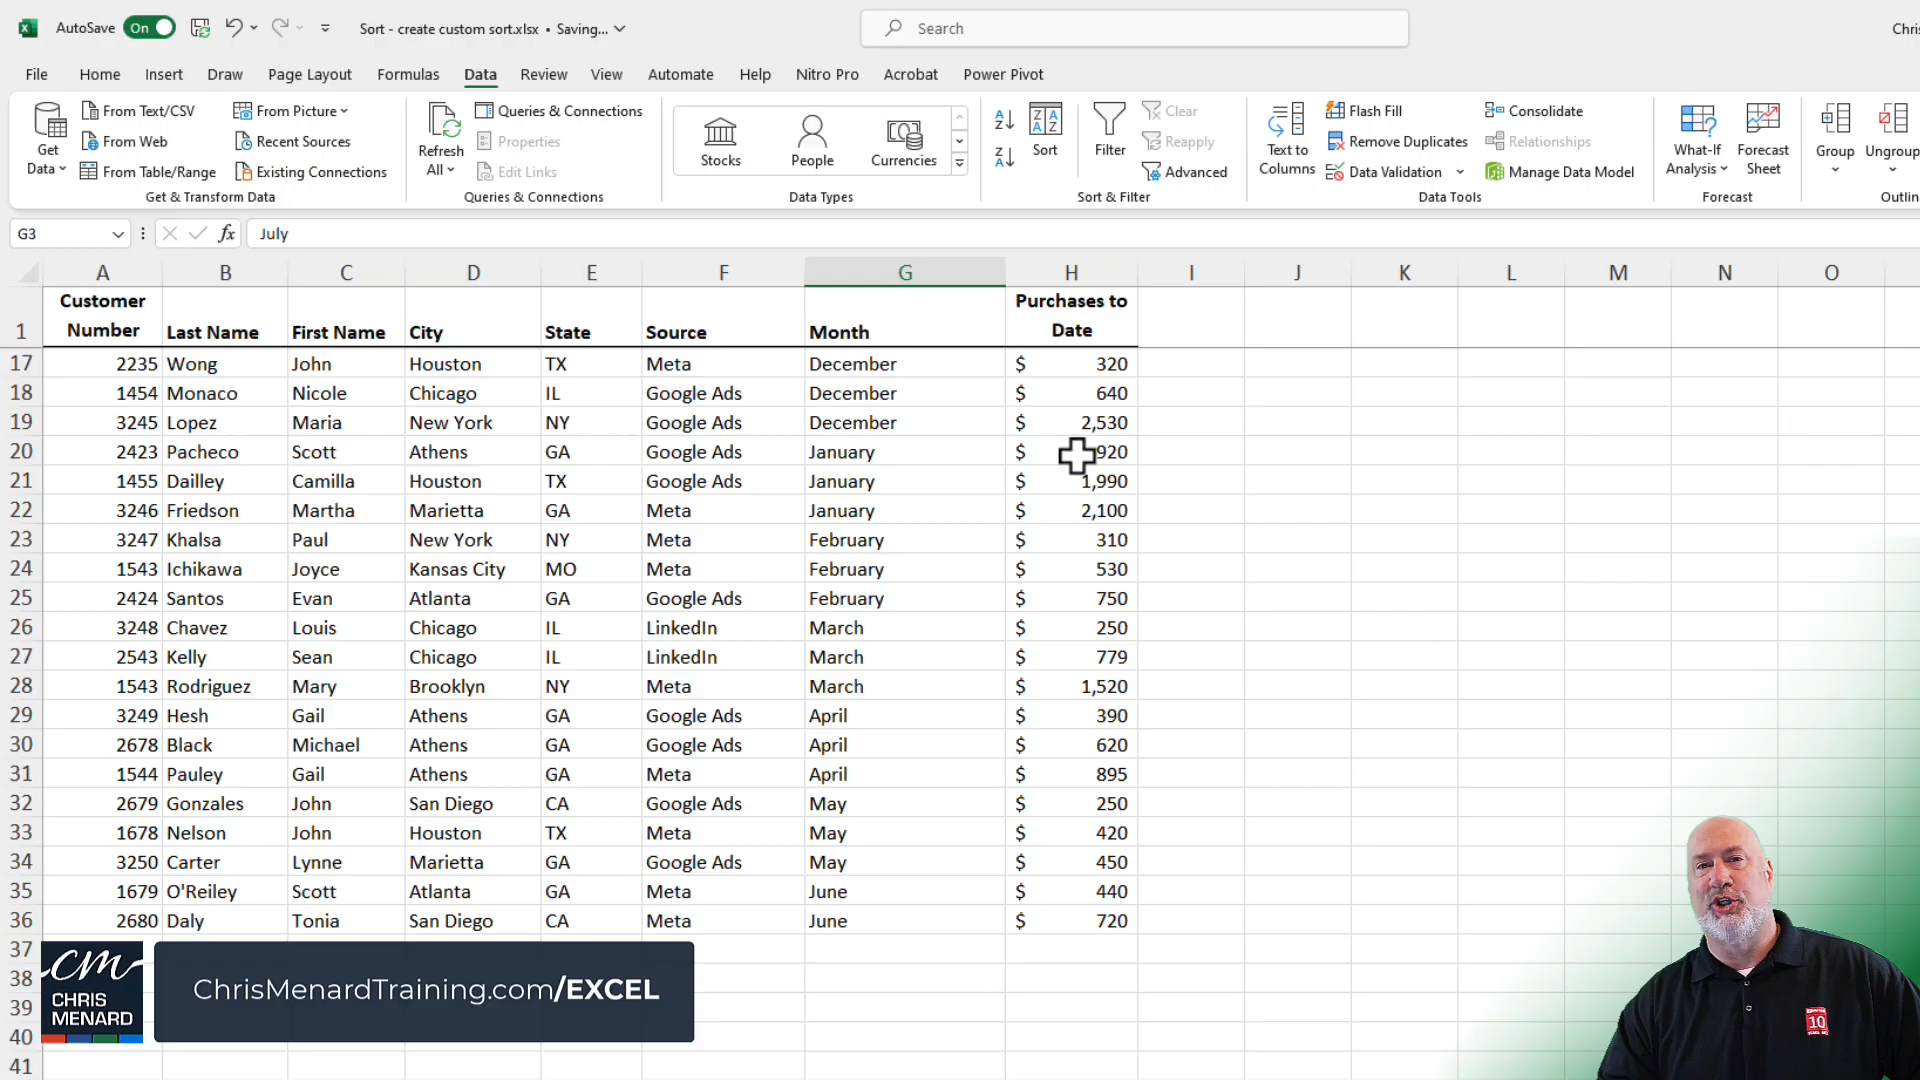 AutoSave On Sort - create custom sort.xlsx • Saving... Search Chris
File Home Insert Draw Page Layout Formulas Data Review View Automate Help Nitro Pro Acrobat Power Pivot
Get Data From Text/CSV From Web From Table/Range From Picture Recent Sources Existing Connections
Get & Transform Data
Refresh All Queries & Connections Properties Edit Links
Queries & Connections
Stocks People Currencies
Data Types
Sort Filter Clear Reapply Advanced
Sort & Filter
Text to Columns Flash Fill Remove Duplicates Data Validation Consolidate Relationships Manage Data Model
Data Tools
What-If Analysis Forecast Sheet
Forecast
Group Ungroup
Outlin
G3 fx July
A B C D E F G H I J K L M N O
1 Customer Number Last Name First Name City State Source Month Purchases to Date
17 2235 Wong John Houston TX Meta December $ 320
18 1454 Monaco Nicole Chicago IL Google Ads December $ 640
19 3245 Lopez Maria New York NY Google Ads December $ 2,530
20 2423 Pacheco Scott Athens GA Google Ads January $ 920
21 1455 Dailley Camilla Houston TX Google Ads January $ 1,990
22 3246 Friedson Martha Marietta GA Meta January $ 2,100
23 3247 Khalsa Paul New York NY Meta February $ 310
24 1543 Ichikawa Joyce Kansas City MO Meta February $ 530
25 2424 Santos Evan Atlanta GA Google Ads February $ 750
26 3248 Chavez Louis Chicago IL LinkedIn March $ 250
27 2543 Kelly Sean Chicago IL LinkedIn March $ 779
28 1543 Rodriguez Mary Brooklyn NY Meta March $ 1,520
29 3249 Hesh Gail Athens GA Google Ads April $ 390
30 2678 Black Michael Athens GA Google Ads April $ 620
31 1544 Pauley Gail Athens GA Meta April $ 895
32 2679 Gonzales John San Diego CA Google Ads May $ 250
33 1678 Nelson John Houston TX Meta May $ 420
34 3250 Carter Lynne Marietta GA Google Ads May $ 450
35 1679 O'Reiley Scott Atlanta GA Meta June $ 440
36 2680 Daly Tonia San Diego CA Meta June $ 720
37
38
39
40
41
cm
CHRIS
MENARD
ChrisMenardTraining.com/EXCEL
10